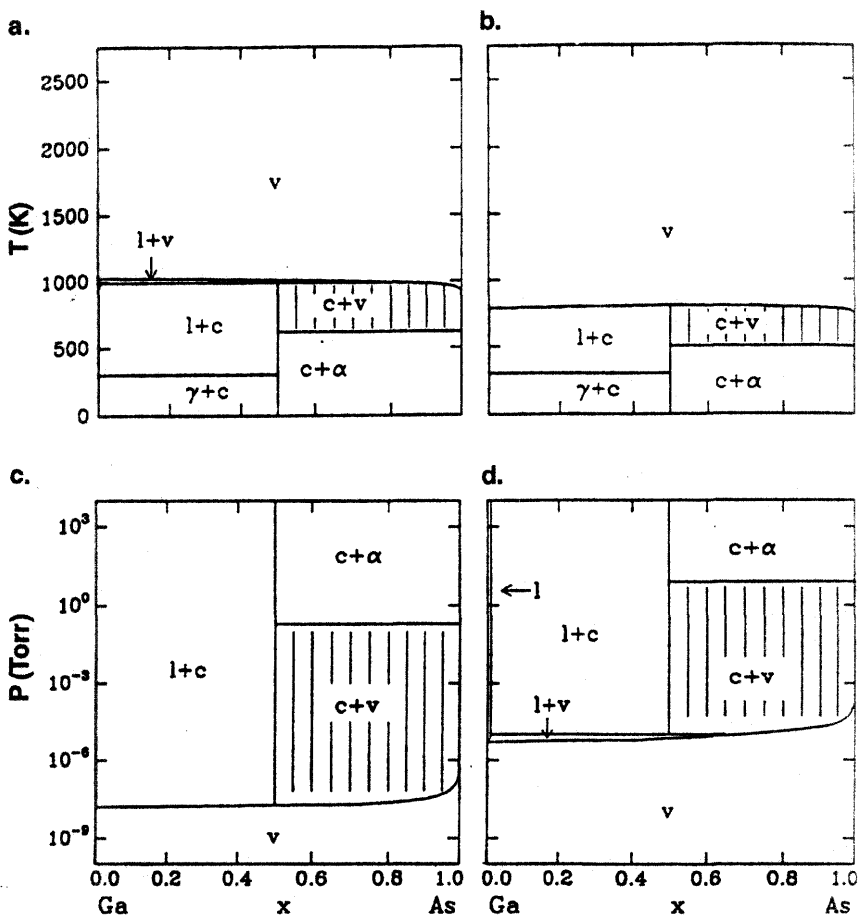 a.
b.
T (K)
2500
2000
1500
1000
500
0
v
l+v
l+c
c+v
γ+c
c+α
v
l+c
c+v
γ+c
c+α
c.
d.
P (Torr)
10³
10⁰
10⁻³
10⁻⁶
10⁻⁹
c+α
l+c
c+v
v
c+α
l
l+c
c+v
l+v
v
0.0 0.2 0.4 0.6 0.8 1.0
Ga x As
0.0 0.2 0.4 0.6 0.8 1.0
Ga x As